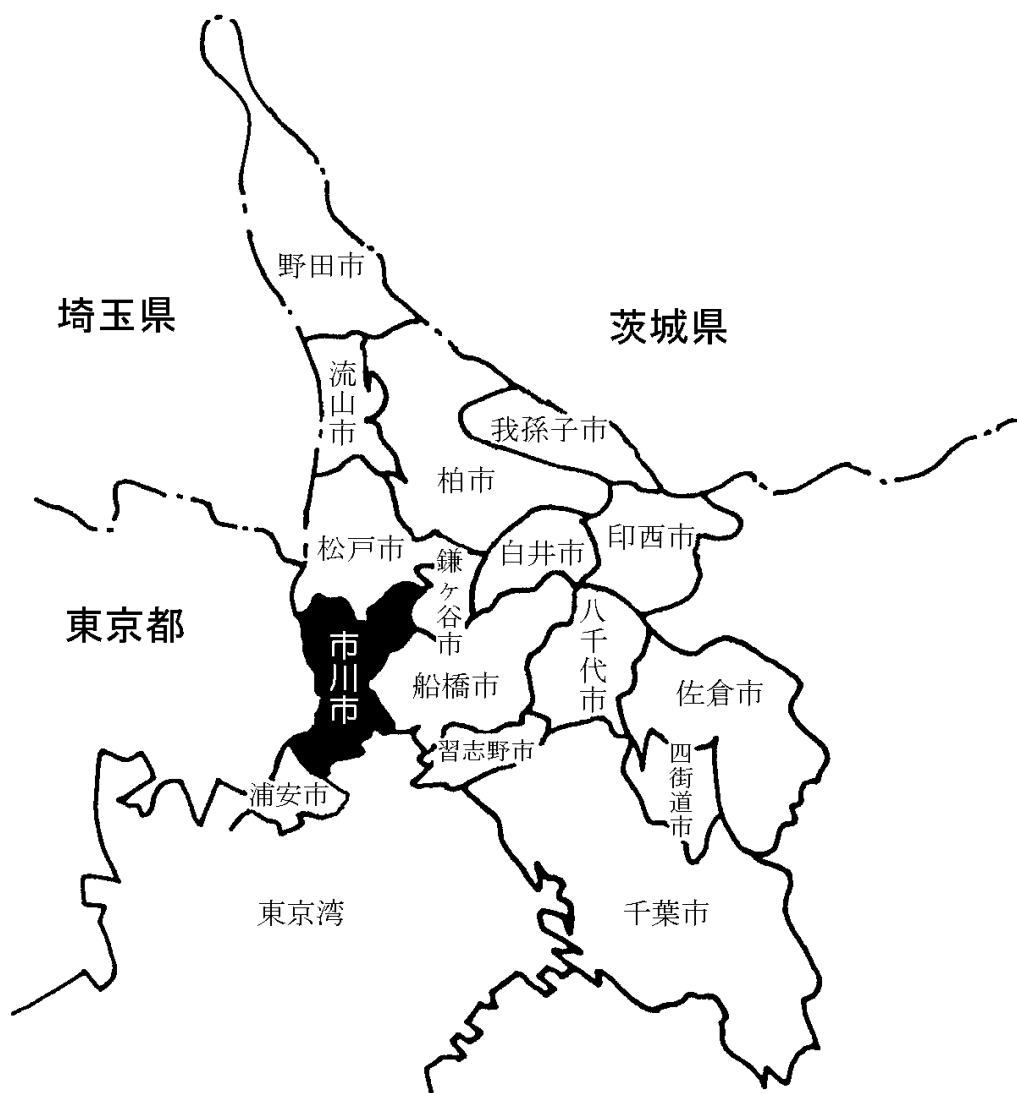 野田市
埼玉県
茨城県
流山市
我孫子市
柏市
印西市
松戸市
白井市
鎌ヶ谷市
八千代市
東京都
市川市
船橋市
佐倉市
習志野市
四街道市
浦安市
東京湾
千葉市